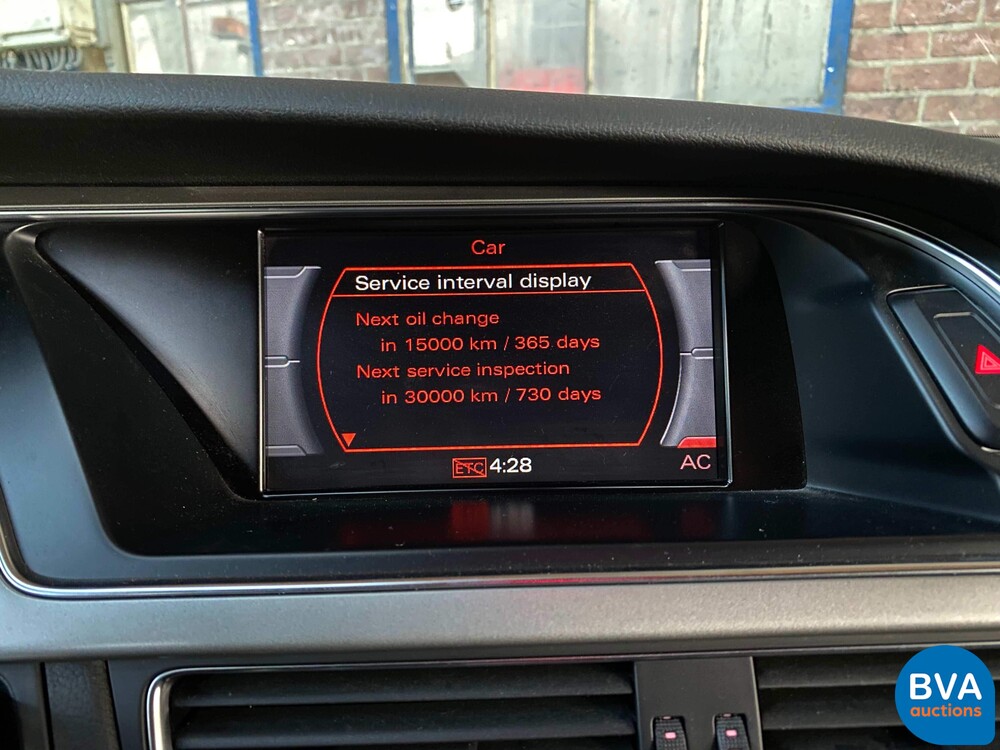 Car
Service interval display
Next oil change
in 15000 km / 365 days
Next service inspection
in 30000 km / 730 days
ETC 4:28
AC
BVA
auctions